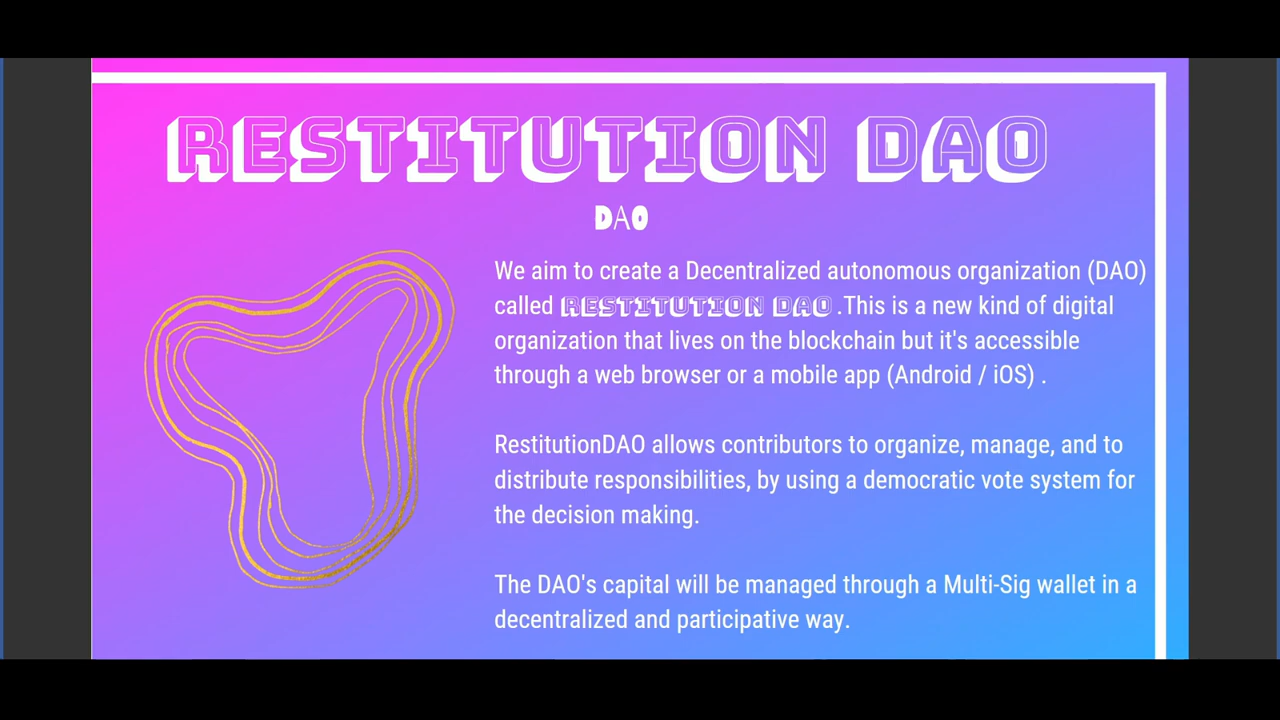 RESTITUTION DAO
DAO
We aim to create a Decentralized autonomous organization (DAO)
called RESTITUTION DAO .This is a new kind of digital
organization that lives on the blockchain but it's accessible
through a web browser or a mobile app (Android / iOS) .
RestitutionDAO allows contributors to organize, manage, and to
distribute responsibilities, by using a democratic vote system for
the decision making.
The DAO's capital will be managed through a Multi-Sig wallet in a
decentralized and participative way.